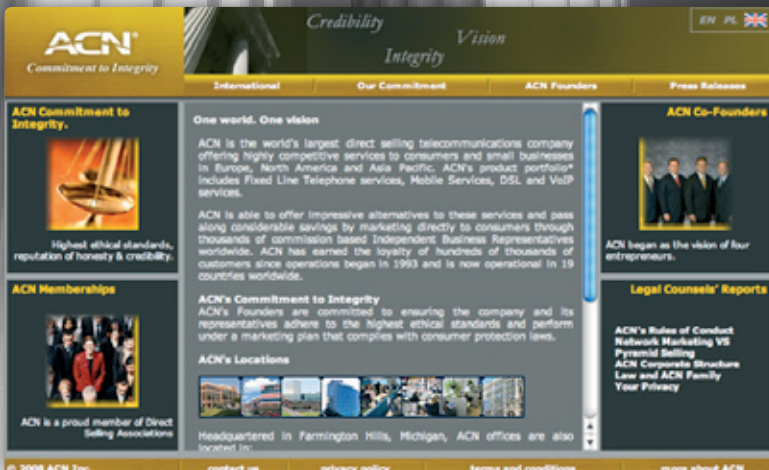 ACN®
Commitment to Integrity
Credibility
Vision
Integrity
EN PL
International
Our Commitment
ACN Founders
Press Releases
ACN Commitment to
Integrity.
Highest ethical standards,
reputation of honesty & credibility.
ACN Memberships
ACN is a proud member of Direct
Selling Associations
One world. One vision
ACN is the world's largest direct selling telecommunications company
offering highly competitive services to consumers and small businesses
in Europe, North America and Asia Pacific. ACN's product portfolio*
includes Fixed Line Telephone services, Mobile Services, DSL and VoIP
services.
ACN is able to offer impressive alternatives to these services and pass
along considerable savings by marketing directly to consumers through
thousands of commission based Independent Business Representatives
worldwide. ACN has earned the loyalty of hundreds of thousands of
customers since operations began in 1993 and is now operational in 19
countries worldwide.
ACN's Commitment to Integrity
ACN's Founders are committed to ensuring the company and its
representatives adhere to the highest ethical standards and perform
under a marketing plan that complies with consumer protection laws.
ACN's Locations
Headquartered in Farmington Hills, Michigan, ACN offices are also
located in:
ACN Co-Founders
ACN began as the vision of four
entrepreneurs.
Legal Counsels' Reports
ACN's Rules of Conduct
Network Marketing VS
Pyramid Selling
ACN Corporate Structure
Law and ACN Family
Your Privacy
© 2008 ACN Inc.
contact us
privacy policy
terms and conditions
more about ACN